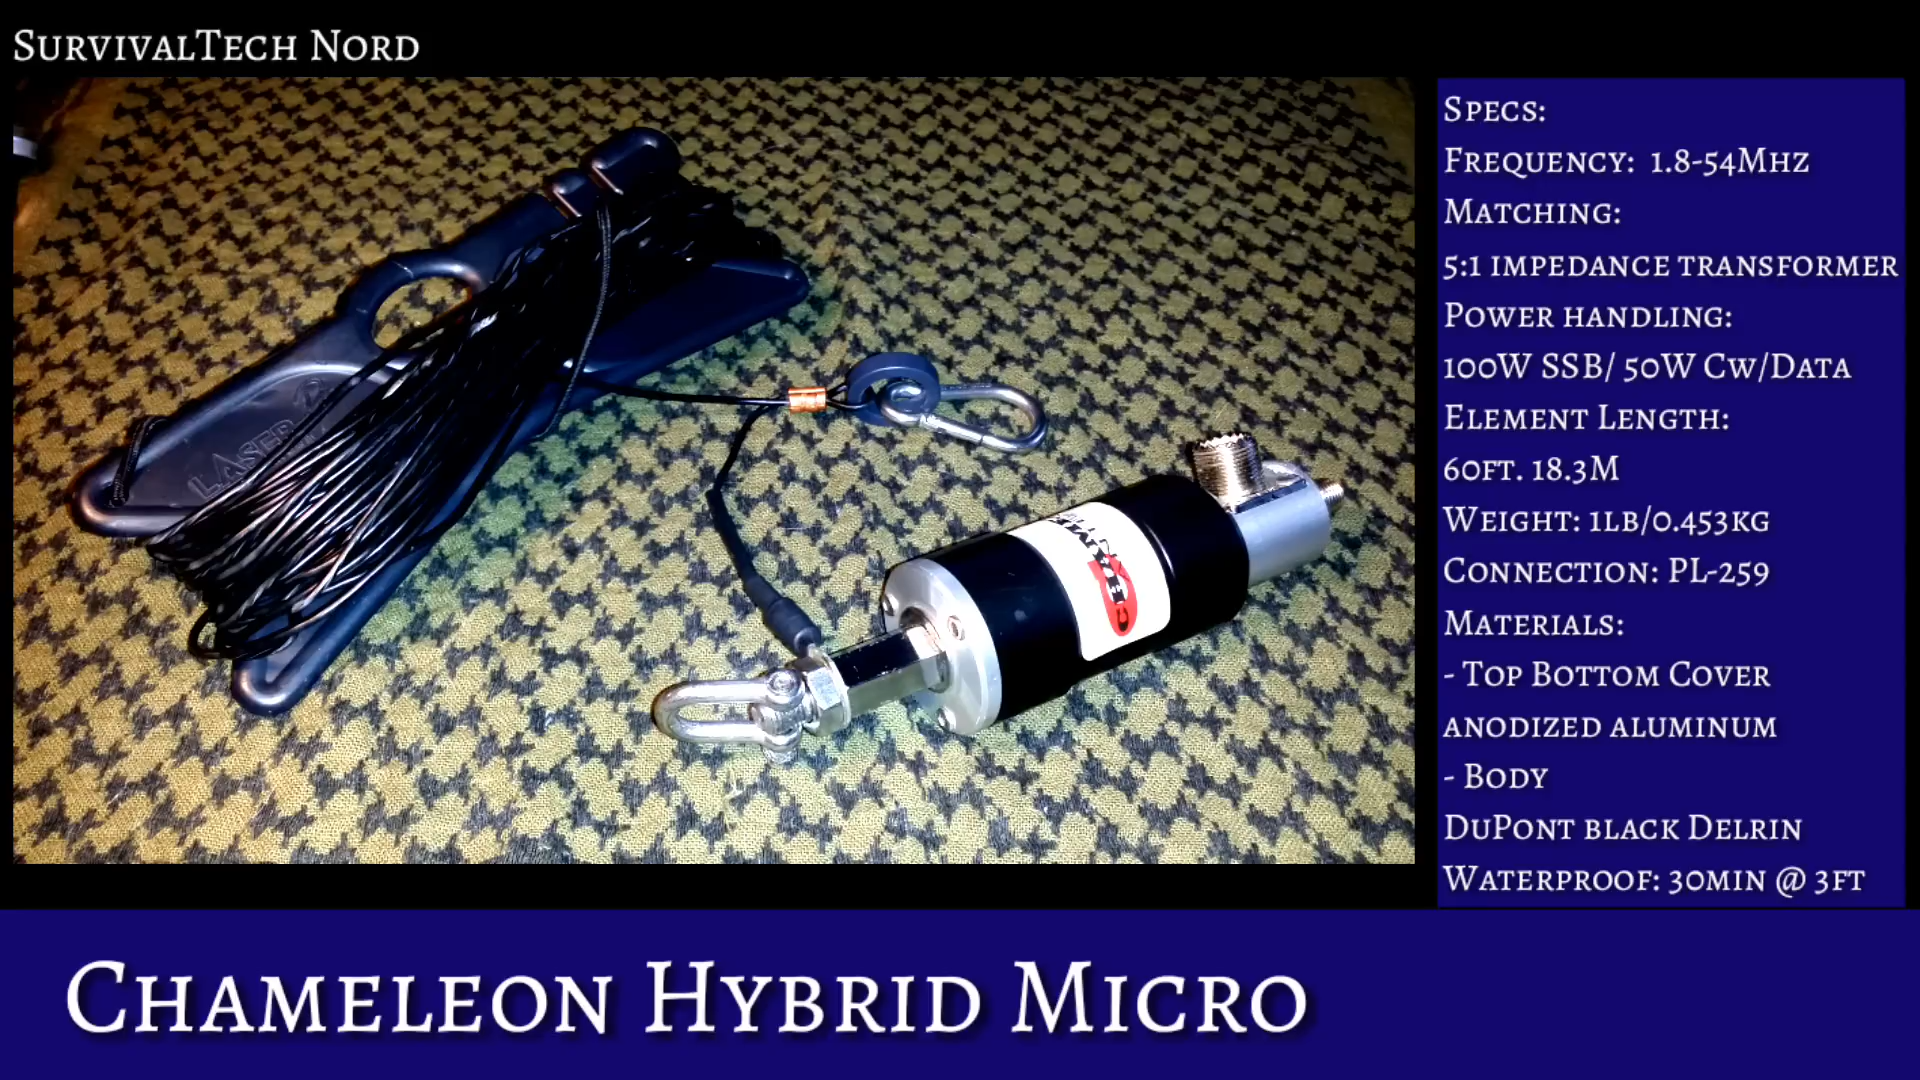 SurvivalTech Nord
Specs:
Frequency: 1.8-54Mhz
Matching:
5:1 impedance transformer
Power handling:
100W SSB/ 50W Cw/Data
Element Length:
60ft. 18.3M
Weight: 1lb/0.453kg
Connection: PL-259
Materials:
- Top Bottom Cover
anodized aluminum
- Body
DuPont black Delrin
Waterproof: 30min @ 3ft
LASER
Chameleon Hybrid Micro